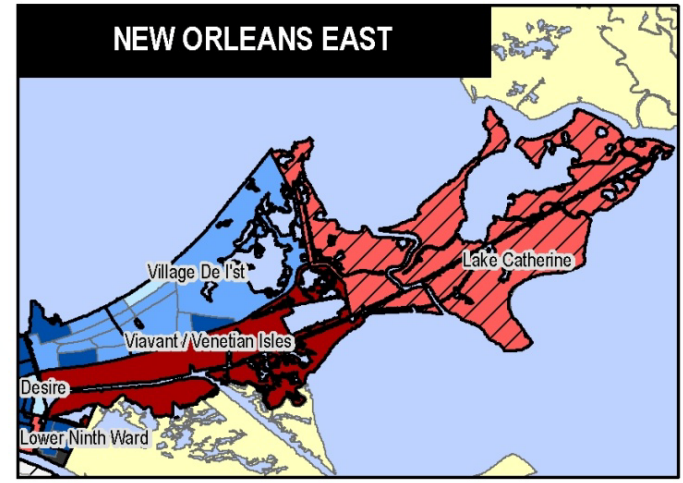 NEW ORLEANS EAST
Lake Catherine
Village De l'st
Viavant / Venetian Isles
Desire
Lower Ninth Ward